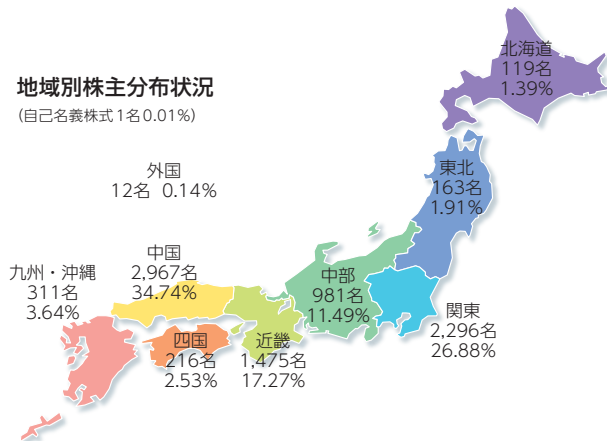 地域別株主分布状況
(自己名義株式1名0.01%)
北海道
119名
1.39%
東北
163名
1.91%
外国
12名 0.14%
中国
2,967名
34.74%
九州・沖縄
311名
3.64%
中部
981名
11.49%
関東
2,296名
26.88%
四国
216名
2.53%
近畿
1,475名
17.27%